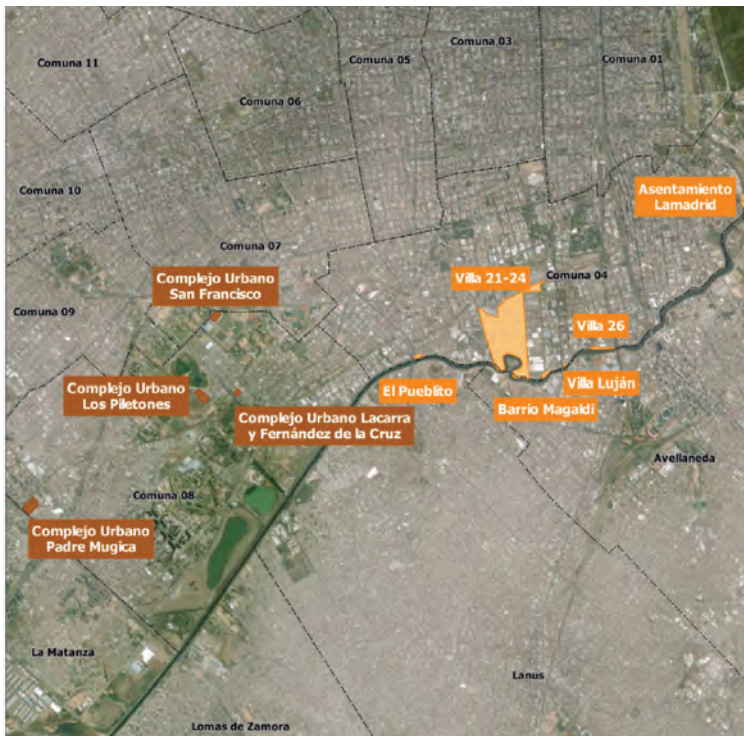 Comuna 11
Comuna 05
Comuna 03
Comuna 01
Comuna 06
Comuna 10
Asentamiento
Lamadrid
Comuna 07
Complejo Urbano
San Francisco
Villa 21-24
Comuna 04
Comuna 09
Villa 26
Complejo Urbano
Los Piletones
El Pueblito
Villa Luján
Barrio Magaldi
Complejo Urbano Lacarra
y Fernández de la Cruz
Avellaneda
Comuna 08
Complejo Urbano
Padre Mugica
La Matanza
Lanus
Lomas de Zamora